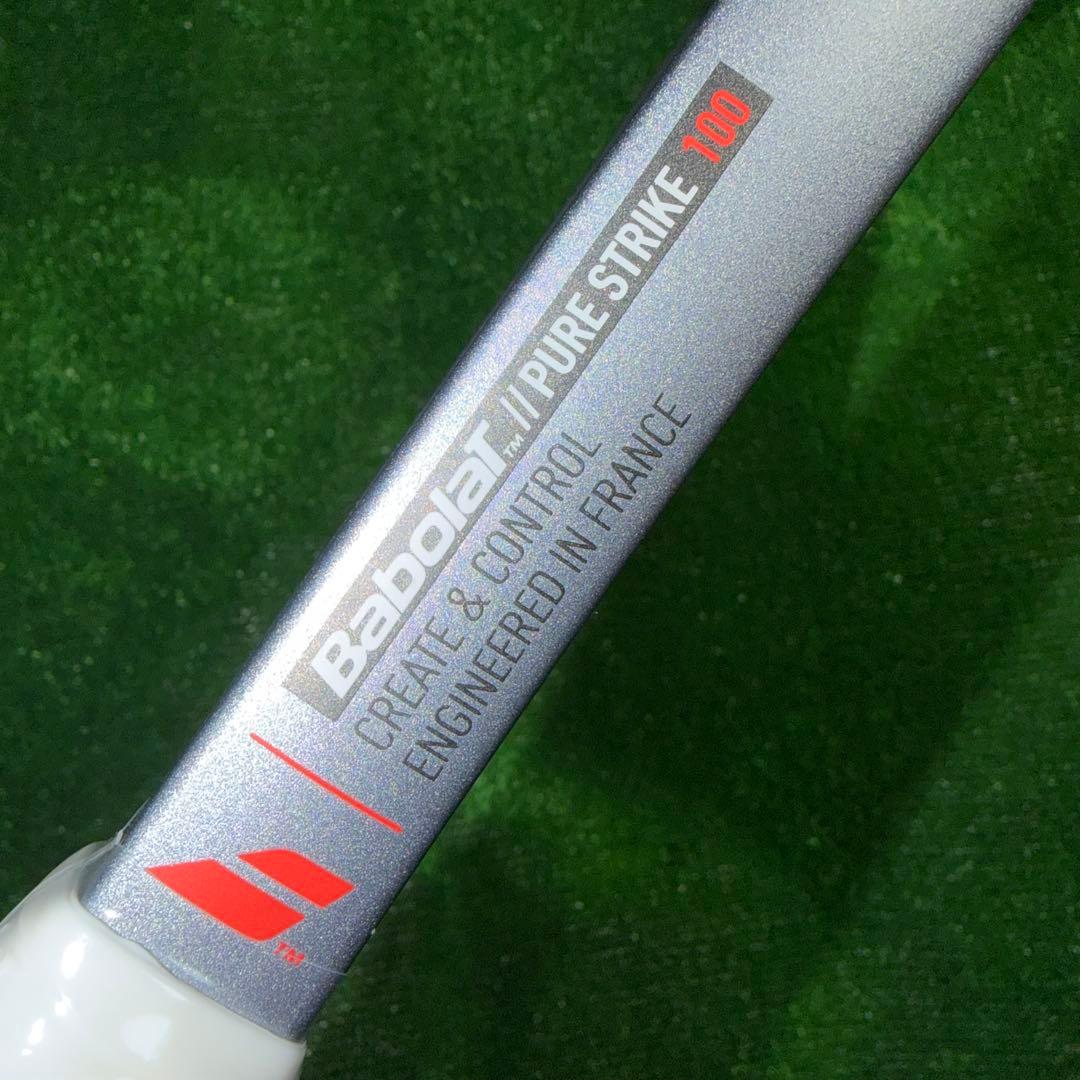 Babolat™ // PURE STRIKE 100
CREATE & CONTROL
ENGINEERED IN FRANCE
™